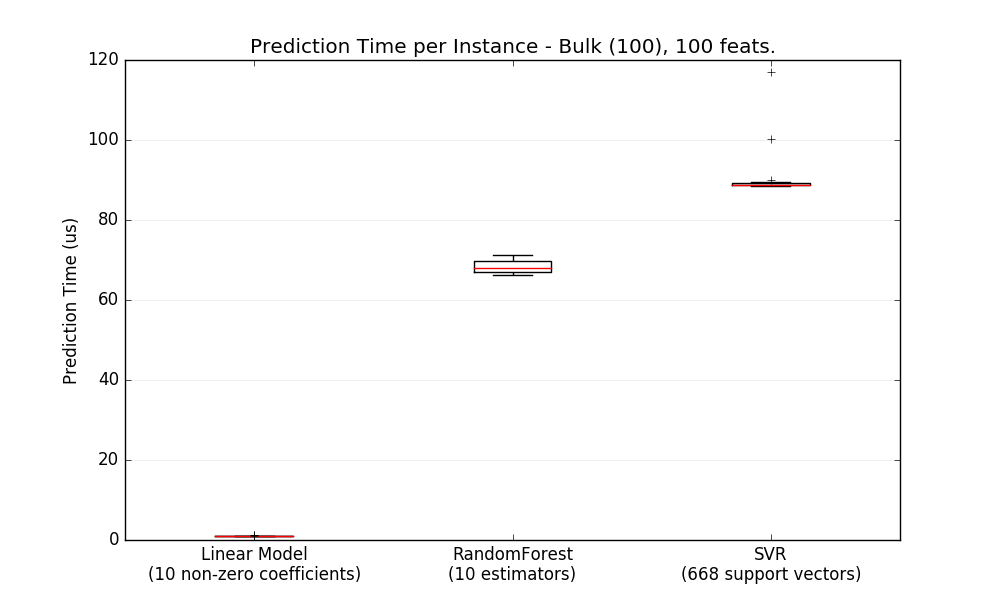 Prediction Time per Instance - Bulk (100), 100 feats.
120
100
80
60
40
20
0
Prediction Time (us)
Linear Model
(10 non-zero coefficients)
RandomForest
(10 estimators)
SVR
(668 support vectors)